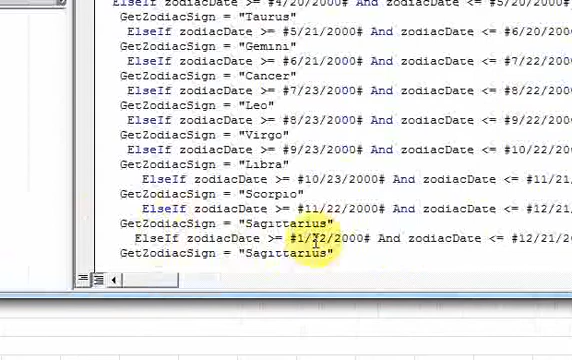 ElseIf zodiacDate >= #4/20/2000# And zodiacDate <= #5/20/2000#
GetZodiacSign = "Taurus"
ElseIf zodiacDate >= #5/21/2000# And zodiacDate <= #6/20/2000
GetZodiacSign = "Gemini"
ElseIf zodiacDate >= #6/21/2000# And zodiacDate <= #7/22/2000
GetZodiacSign = "Cancer"
ElseIf zodiacDate >= #7/23/2000# And zodiacDate <= #8/22/2000
GetZodiacSign = "Leo"
ElseIf zodiacDate >= #8/23/2000# And zodiacDate <= #9/22/2000
GetZodiacSign = "Virgo"
ElseIf zodiacDate >= #9/23/2000# And zodiacDate <= #10/22/200
GetZodiacSign = "Libra"
ElseIf zodiacDate >= #10/23/2000# And zodiacDate <= #11/21
GetZodiacSign = "Scorpio"
ElseIf zodiacDate >= #11/22/2000# And zodiacDate <= #12/21
GetZodiacSign = "Sagittarius"
ElseIf zodiacDate >= #1/22/2000# And zodiacDate <= #12/21/2
GetZodiacSign = "Sagittarius"